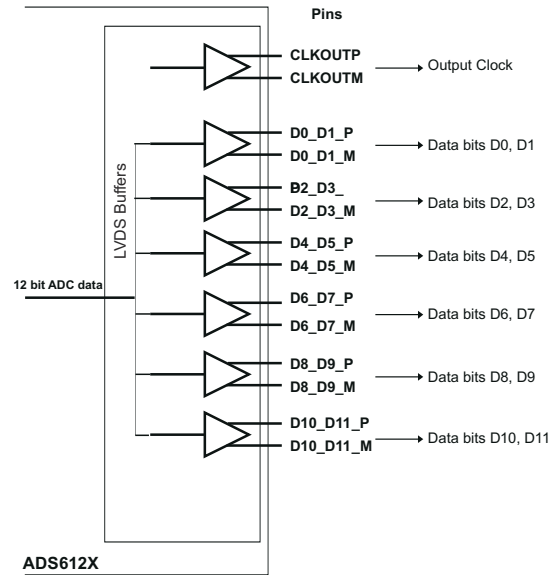 Pins
CLKOUTP
CLKOUTM
Output Clock
D0_D1_P
D0_D1_M
Data bits D0, D1
D2_D3_
D2_D3_M
Data bits D2, D3
D4_D5_P
D4_D5_M
Data bits D4, D5
LVDS Buffers
12 bit ADC data
D6_D7_P
D6_D7_M
Data bits D6, D7
D8_D9_P
D8_D9_M
Data bits D8, D9
D10_D11_P
D10_D11_M
Data bits D10, D11
ADS612X